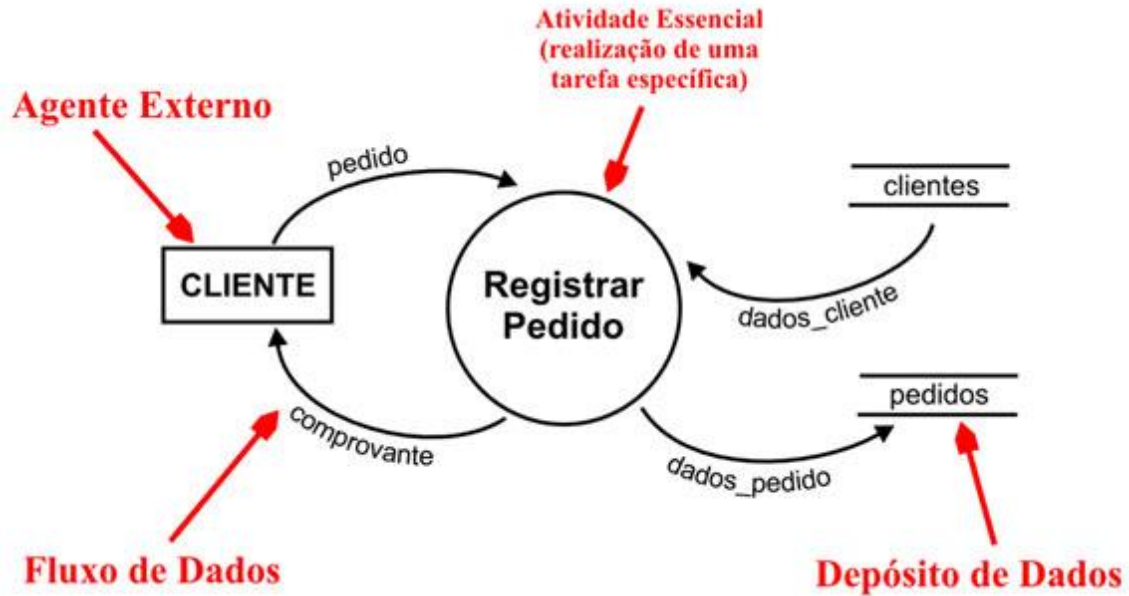 Atividade Essencial
(realização de uma
tarefa específica)
Agente Externo
pedido
clientes
CLIENTE
Registrar
Pedido
dados_cliente
pedidos
comprovante
dados_pedido
Fluxo de Dados
Depósito de Dados